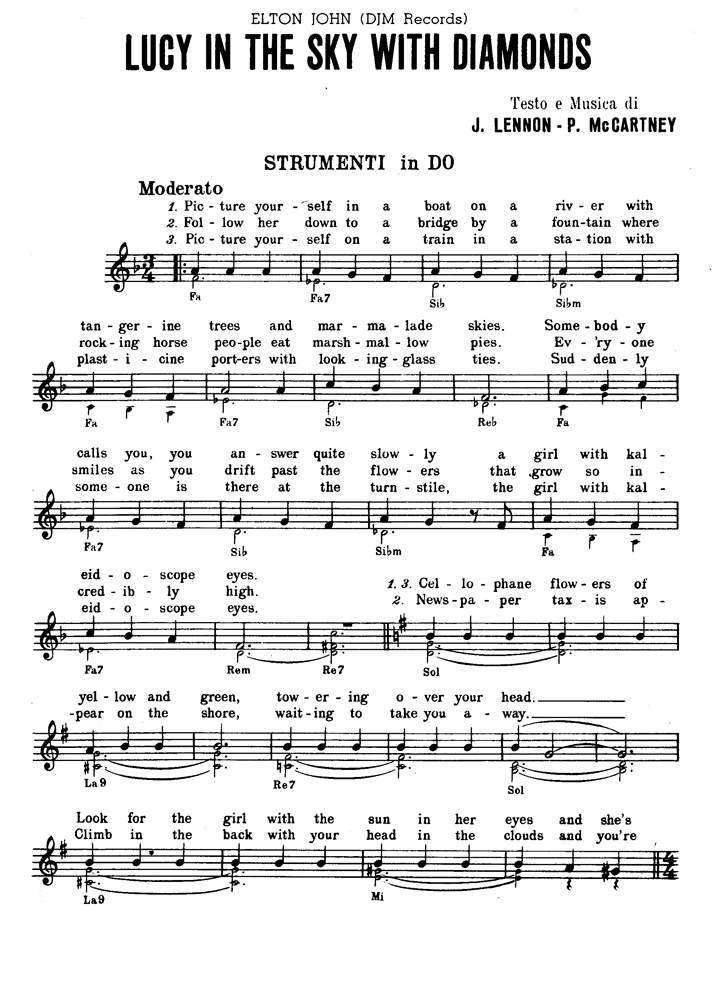 ELTON JOHN (DJM Records)
LUCY IN THE SKY WITH DIAMONDS
Testo e Musica di
J. LENNON - P. McCARTNEY
STRUMENTI in DO
Moderato
1. Pic - ture your - self in a boat on a riv - er with
2. Fol - low her down to a bridge by a foun - tain where
3. Pic - ture your - self on a train in a sta - tion with
3 4
Fa Fa7 Sib Sibm
tan - ger - ine trees and mar - ma - lade skies. Some - bod - y
rock - ing horse peo - ple eat marsh - mal - low pies. Ev - 'ry - one
plast - i - cine port - ers with look - ing - glass ties. Sud - den - ly
Fa Fa7 Sib Reb Fa
calls you, you an - swer quite slow - ly a girl with kal -
smiles as you drift past the flow - ers that grow so in -
some - one is there at the turn - stile, the girl with kal -
Fa7 Sib Sibm Fa
eid - o - scope eyes. 1. 3. Cel - lo - phane flow - ers of
cred - ib - ly high. 2. News - pa - per tax - is ap -
eid - o - scope eyes.
Fa7 Rem Re7 Sol
yel - low and green, tow - er - ing o - ver your head.
-pear on the shore, wait - ing to take you a - way.
La9 Re7 Sol
Look for the girl with the sun in her eyes and she's
Climb in the back with your head in the clouds and you're
4 4
La9 Mi